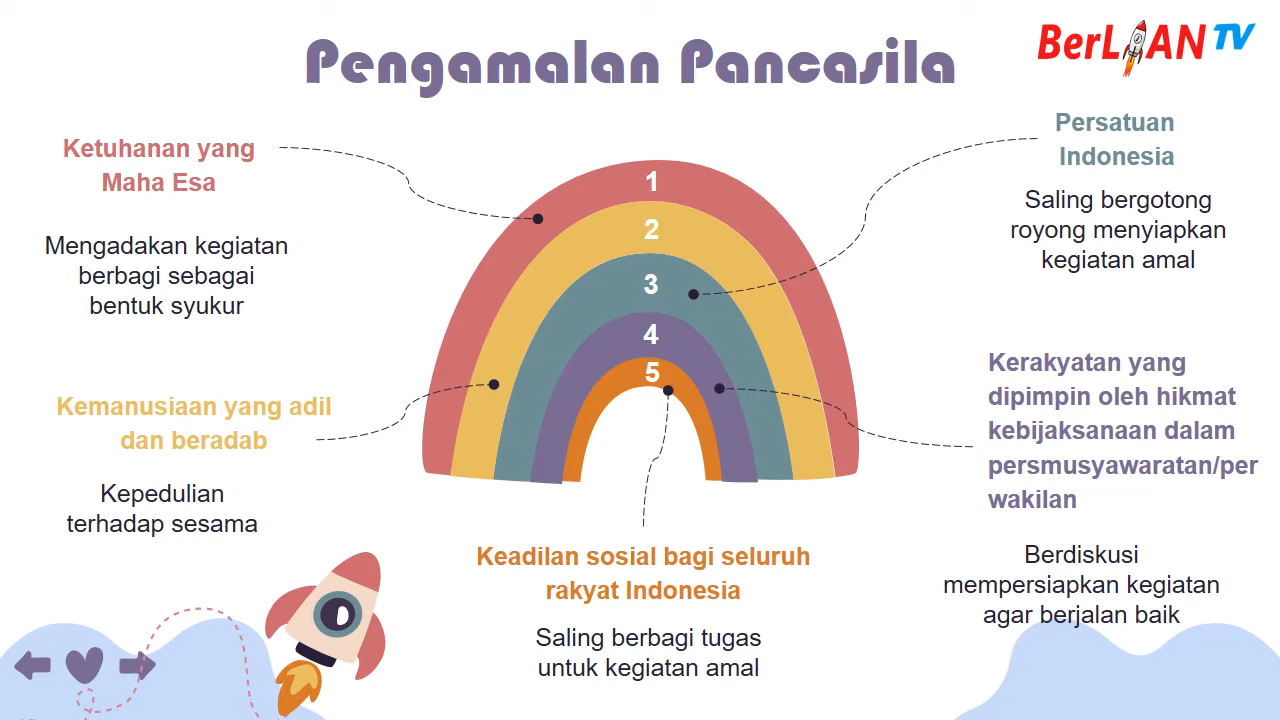 Pengamalan Pancasila
BerLIAN TV
Ketuhanan yang
Maha Esa
Mengadakan kegiatan
berbagi sebagai
bentuk syukur
Kemanusiaan yang adil
dan beradab
Kepedulian
terhadap sesama
1
2
3
4
5
Keadilan sosial bagi seluruh
rakyat Indonesia
Saling berbagi tugas
untuk kegiatan amal
Persatuan
Indonesia
Saling bergotong
royong menyiapkan
kegiatan amal
Kerakyatan yang
dipimpin oleh hikmat
kebijaksanaan dalam
persmusyawaratan/per
wakilan
Berdiskusi
mempersiapkan kegiatan
agar berjalan baik